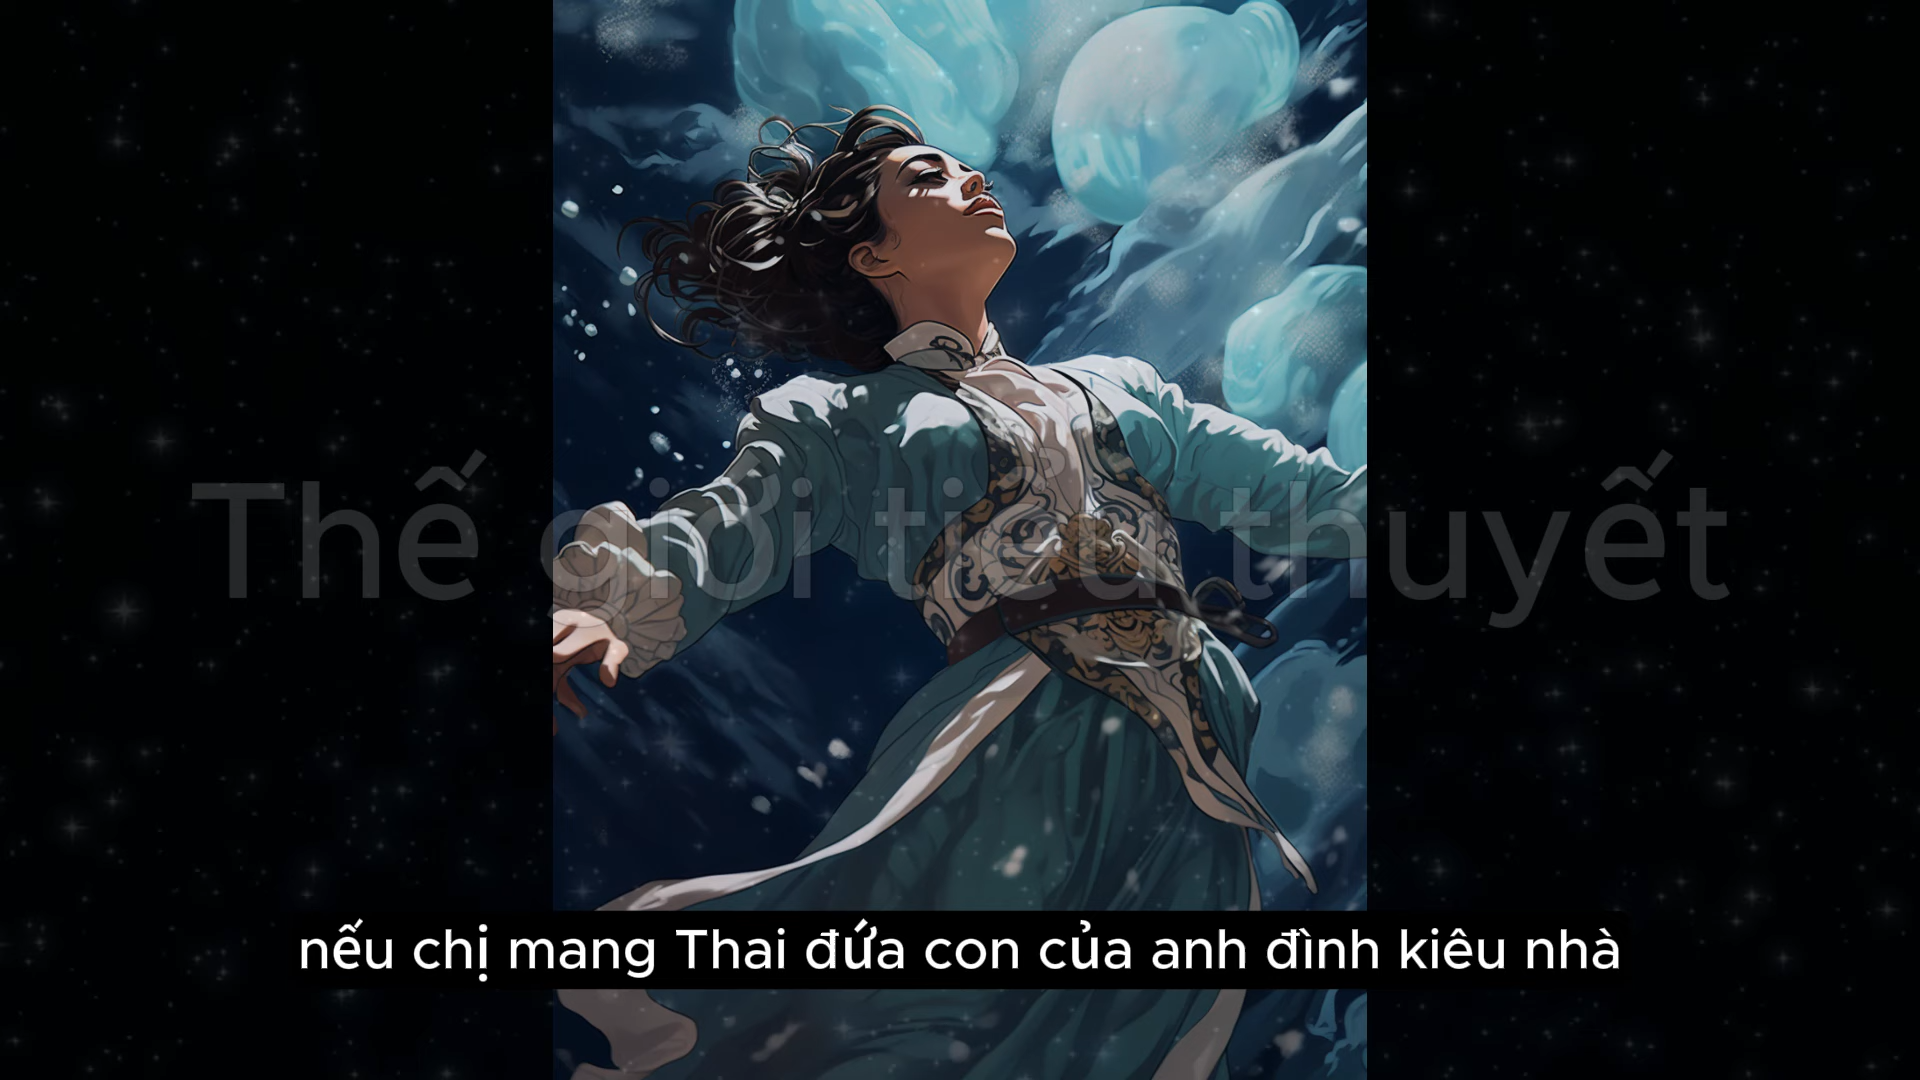 Thế giới tiểu thuyết
nếu chị mang Thai đứa con của anh đình kiêu nhà